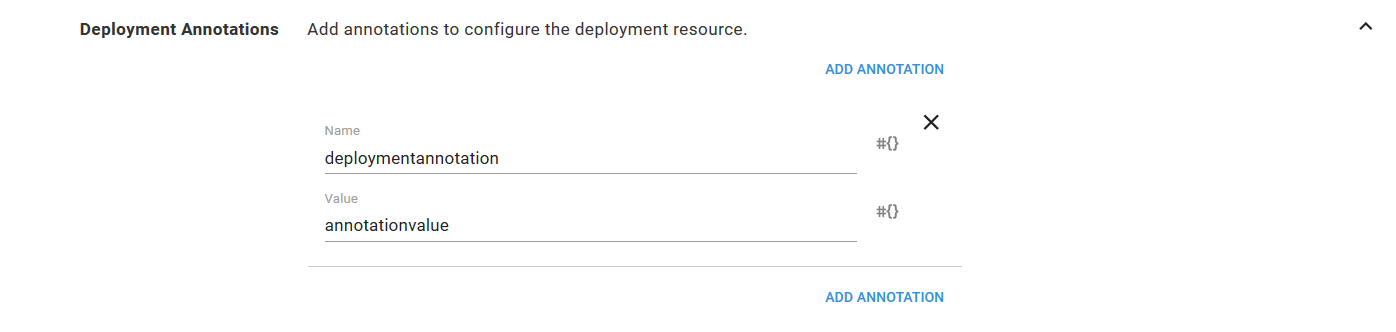 Deployment Annotations Add annotations to configure the deployment resource.
ADD ANNOTATION
Name
deploymentannotation #{}
Value
annotationvalue #{}
ADD ANNOTATION